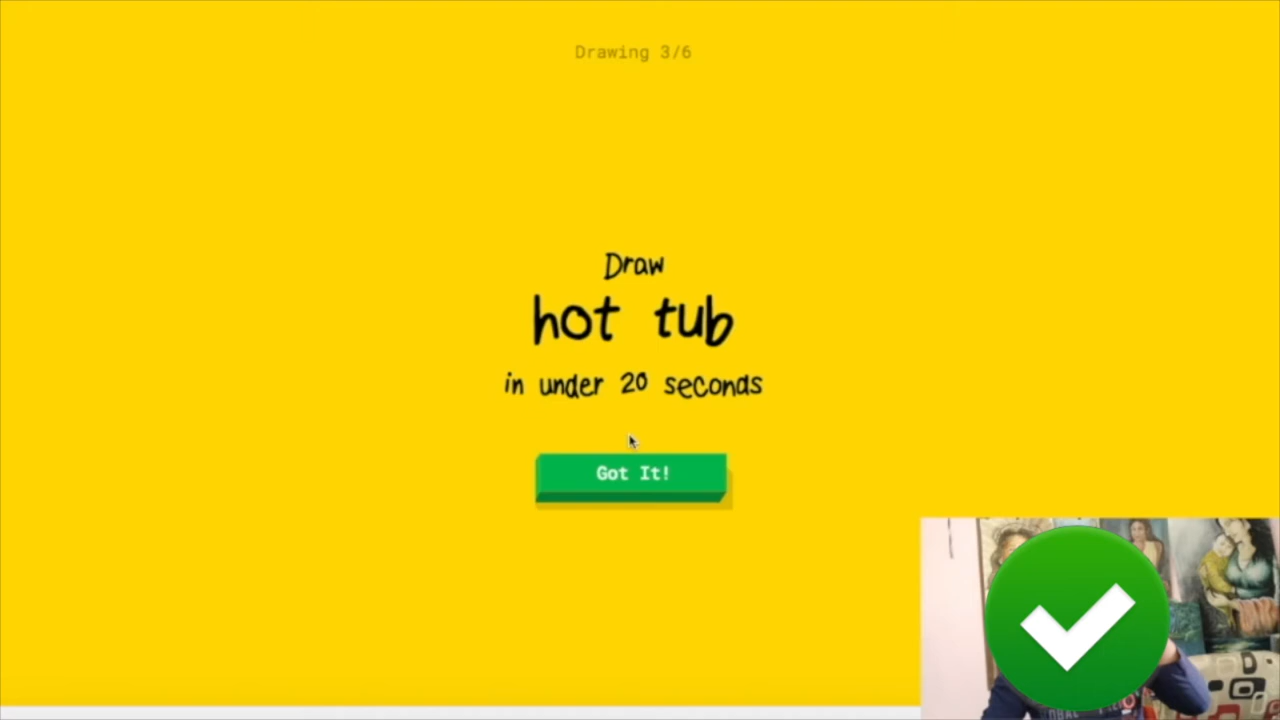 Drawing 3/6
Draw
hot tub
in under 20 seconds
Got It!